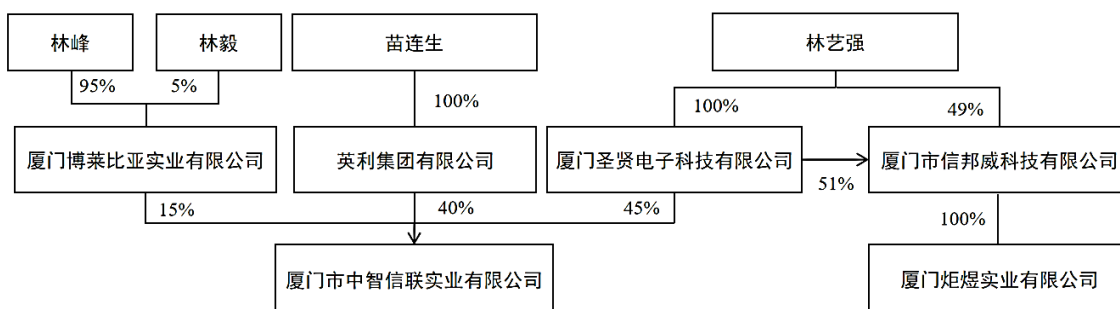 林峰
林毅
苗连生
林艺强
95%
5%
100%
100%
49%
厦门博莱比亚实业有限公司
英利集团有限公司
厦门圣贤电子科技有限公司
厦门市信邦威科技有限公司
51%
15%
40%
45%
100%
厦门市中智信联实业有限公司
厦门炬煜实业有限公司